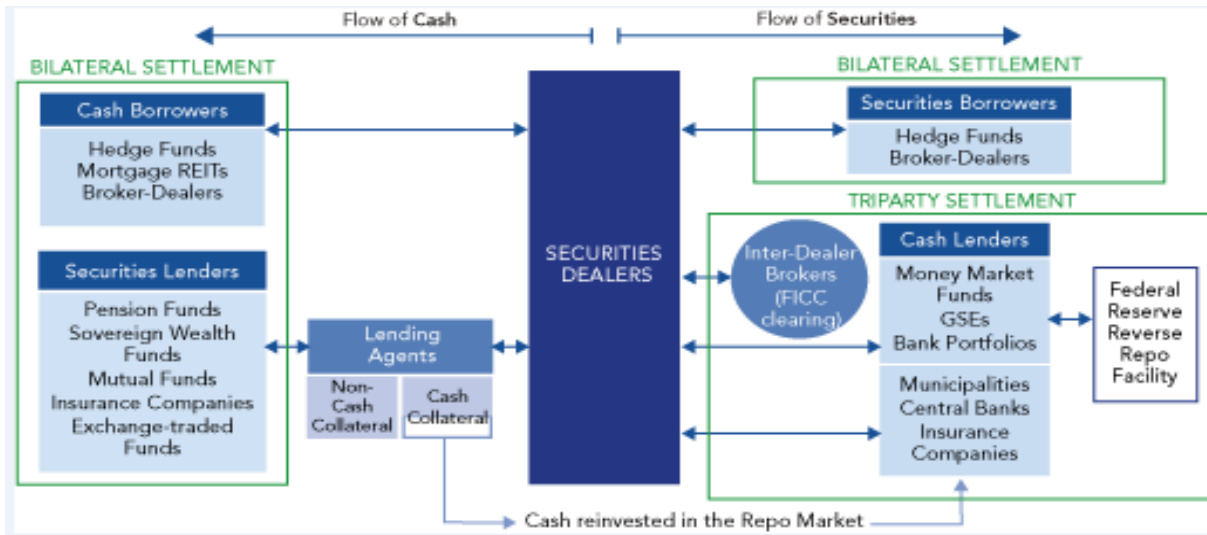 Flow of Cash
Flow of Securities
BILATERAL SETTLEMENT
Cash Borrowers
Hedge Funds
Mortgage REITs
Broker-Dealers
Securities Lenders
Pension Funds
Sovereign Wealth
Funds
Mutual Funds
Insurance Companies
Exchange-traded
Funds
Lending
Agents
Non-
Cash
Collateral
Cash
Collateral
SECURITIES
DEALERS
BILATERAL SETTLEMENT
Securities Borrowers
Hedge Funds
Broker-Dealers
TRIPARTY SETTLEMENT
Inter-Dealer
Brokers
(FICC
clearing)
Cash Lenders
Money Market
Funds
GSEs
Bank Portfolios
Municipalities
Central Banks
Insurance
Companies
Federal
Reserve
Reverse
Repo
Facility
Cash reinvested in the Repo Market